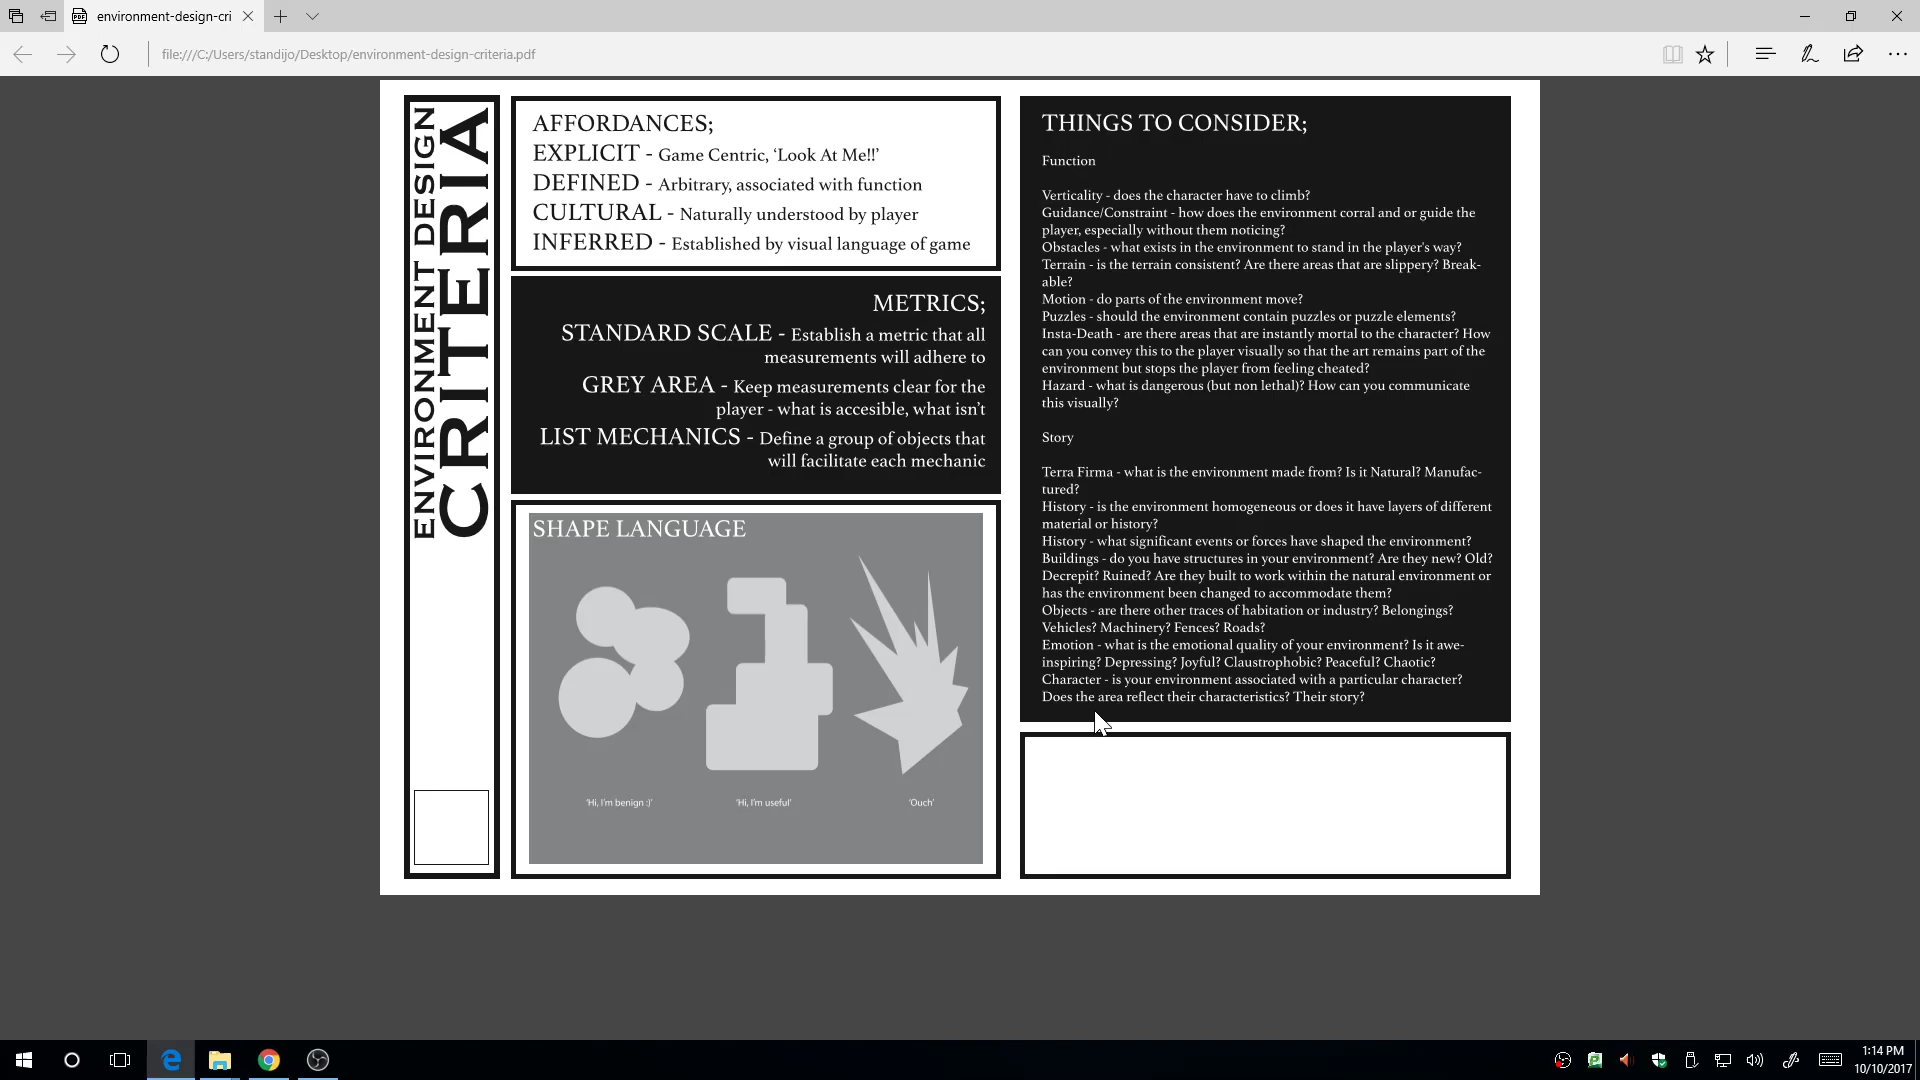 environment-design-cri
file:///C:/Users/standijo/Desktop/environment-design-criteria.pdf
ENVIRONMENT DESIGN
CRITERIA
AFFORDANCES;
EXPLICIT - Game Centric, ‘Look At Me!!’
DEFINED - Arbitrary, associated with function
CULTURAL - Naturally understood by player
INFERRED - Established by visual language of game
METRICS;
STANDARD SCALE - Establish a metric that all
measurements will adhere to
GREY AREA - Keep measurements clear for the
player - what is accesible, what isn’t
LIST MECHANICS - Define a group of objects that
will facilitate each mechanic
SHAPE LANGUAGE
‘Hi, I’m benign :)’
‘Hi, I’m useful’
‘Ouch’
THINGS TO CONSIDER;
Function
Verticality - does the character have to climb?
Guidance/Constraint - how does the environment corral and or guide the
player, especially without them noticing?
Obstacles - what exists in the environment to stand in the player's way?
Terrain - is the terrain consistent? Are there areas that are slippery? Break-
able?
Motion - do parts of the environment move?
Puzzles - should the environment contain puzzles or puzzle elements?
Insta-Death - are there areas that are instantly mortal to the character? How
can you convey this to the player visually so that the art remains part of the
environment but stops the player from feeling cheated?
Hazard - what is dangerous (but non lethal)? How can you communicate
this visually?
Story
Terra Firma - what is the environment made from? Is it Natural? Manufac-
tured?
History - is the environment homogeneous or does it have layers of different
material or history?
History - what significant events or forces have shaped the environment?
Buildings - do you have structures in your environment? Are they new? Old?
Decrepit? Ruined? Are they built to work within the natural environment or
has the environment been changed to accommodate them?
Objects - are there other traces of habitation or industry? Belongings?
Vehicles? Machinery? Fences? Roads?
Emotion - what is the emotional quality of your environment? Is it awe-
inspiring? Depressing? Joyful? Claustrophobic? Peaceful? Chaotic?
Character - is your environment associated with a particular character?
Does the area reflect their characteristics? Their story?
1:14 PM
10/10/2017